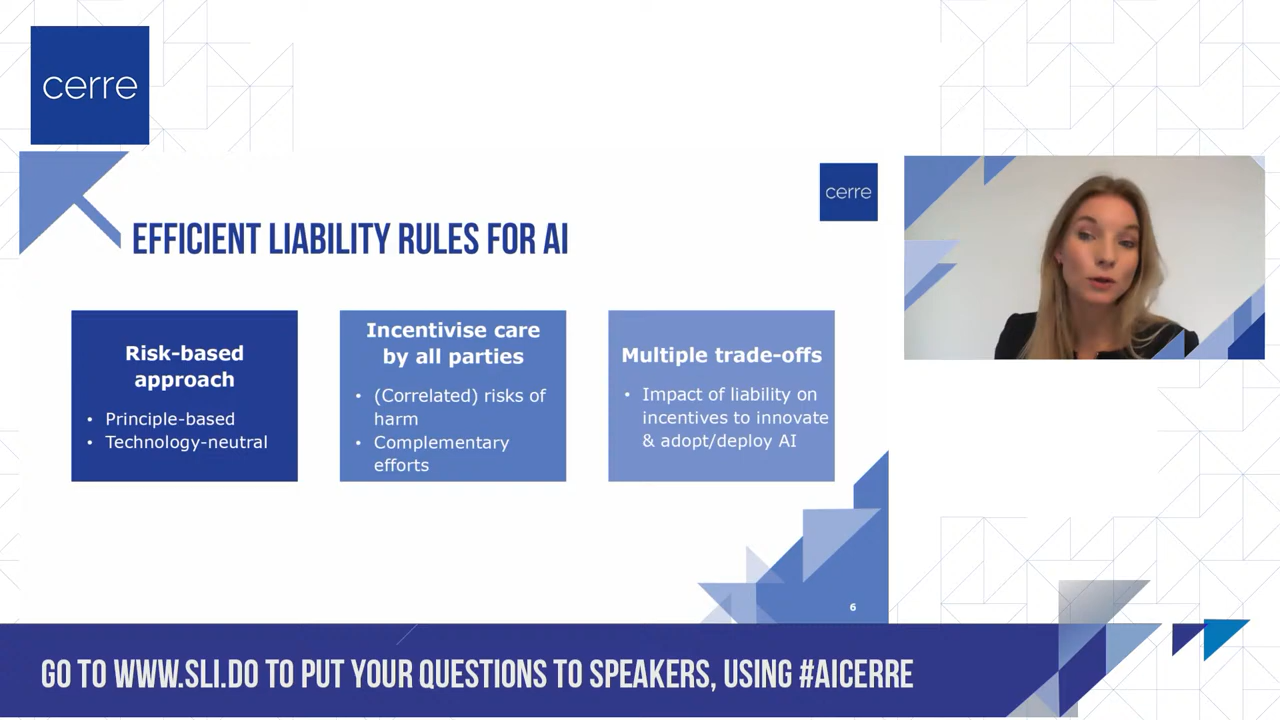 cerre
cerre
EFFICIENT LIABILITY RULES FOR AI
Risk-based
approach
• Principle-based
• Technology-neutral
Incentivise care
by all parties
• (Correlated) risks of
harm
• Complementary
efforts
Multiple trade-offs
• Impact of liability on
incentives to innovate
& adopt/deploy AI
6
GO TO WWW.SLI.DO TO PUT YOUR QUESTIONS TO SPEAKERS, USING #AICERRE